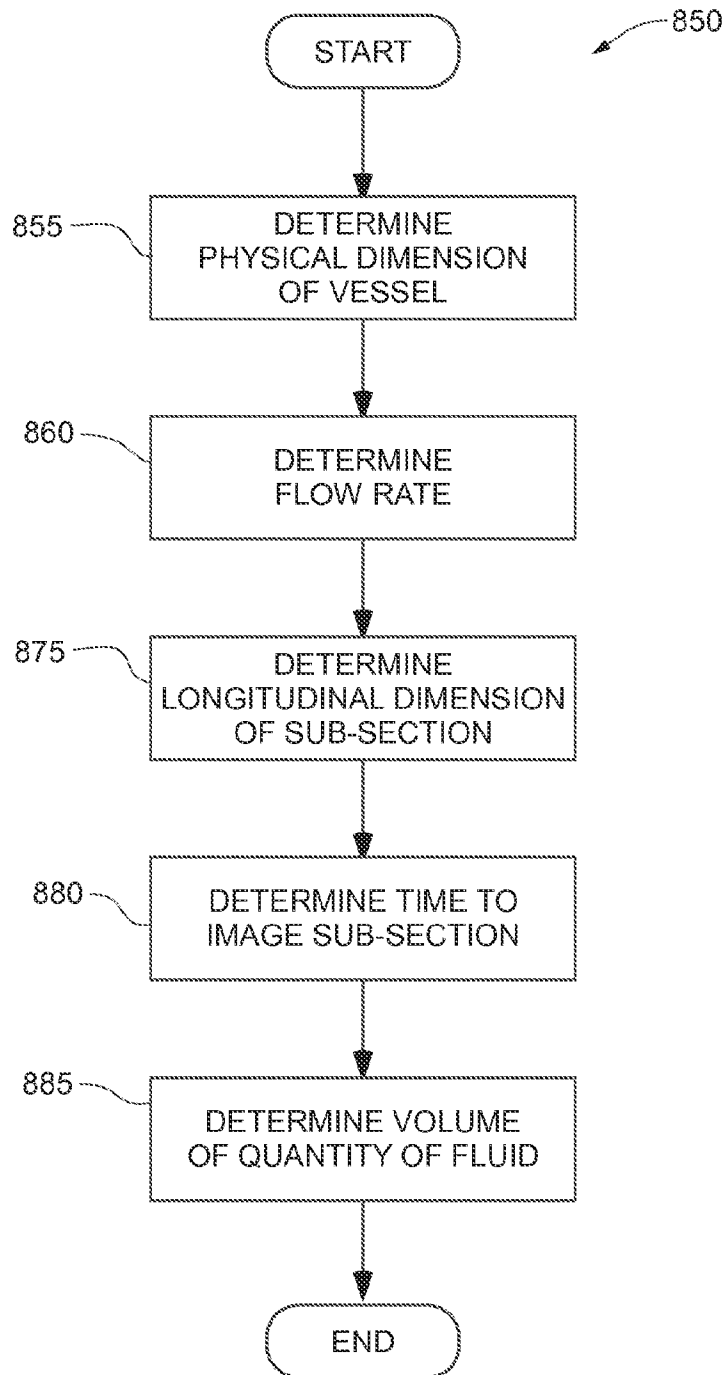 850
START
855
DETERMINE
PHYSICAL DIMENSION
OF VESSEL
860
DETERMINE
FLOW RATE
875
DETERMINE
LONGITUDINAL DIMENSION
OF SUB-SECTION
880
DETERMINE TIME TO
IMAGE SUB-SECTION
885
DETERMINE VOLUME
OF QUANTITY OF FLUID
END